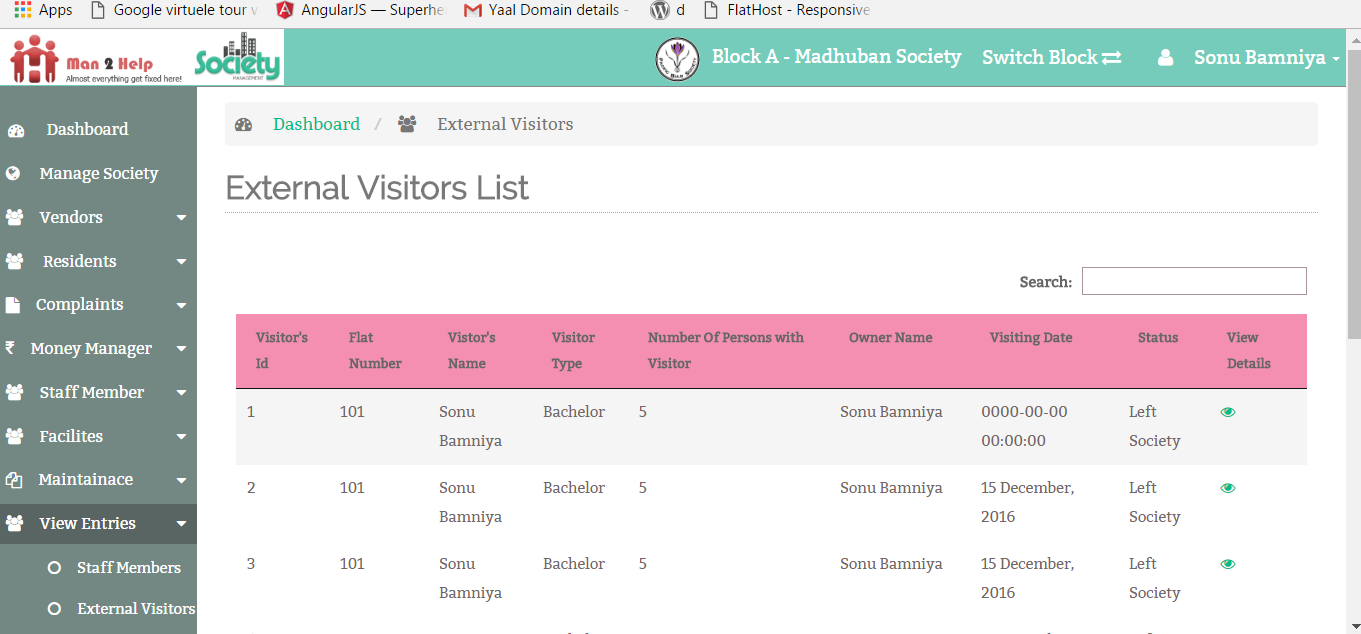 Apps Google virtuele tour v AngularJS — Superhe Yaal Domain details - d FlatHost - Responsive
Man 2 Help
Almost everything get fixed here!
Society
MANAGEMENT
Block A - Madhuban Society Switch Block Sonu Bamniya
Dashboard
Manage Society
Vendors
Residents
Complaints
₹ Money Manager
Staff Member
Facilites
Maintainace
View Entries
Staff Members
External Visitors
Dashboard / External Visitors
External Visitors List
Search:
Visitor's Id Flat Number Vistor's Name Visitor Type Number Of Persons with Visitor Owner Name Visiting Date Status View Details
1 101 Sonu Bamniya Bachelor 5 Sonu Bamniya 0000-00-00 00:00:00 Left Society
2 101 Sonu Bamniya Bachelor 5 Sonu Bamniya 15 December, 2016 Left Society
3 101 Sonu Bamniya Bachelor 5 Sonu Bamniya 15 December, 2016 Left Society